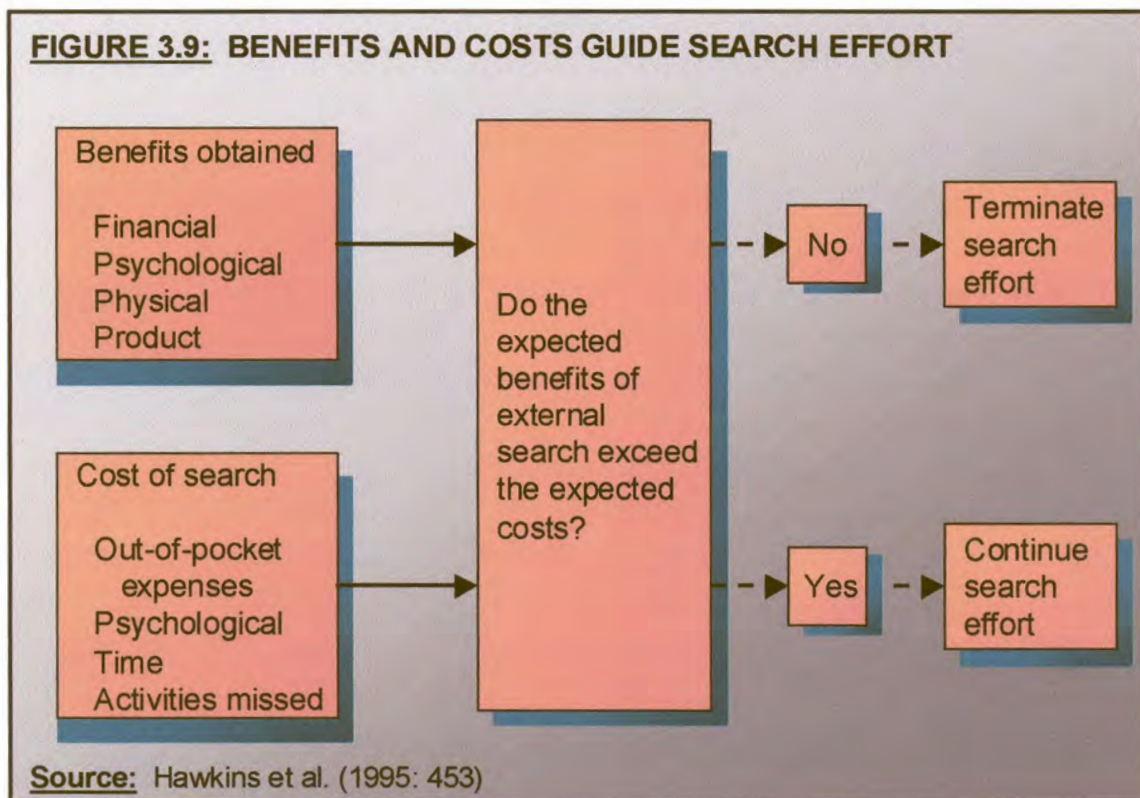 FIGURE 3.9: BENEFITS AND COSTS GUIDE SEARCH EFFORT
Benefits obtained
Financial
Psychological
Physical
Product
Cost of search
Out-of-pocket
expenses
Psychological
Time
Activities missed
Do the
expected
benefits of
external
search exceed
the expected
costs?
No
Terminate
search
effort
Yes
Continue
search
effort
Source: Hawkins et al. (1995: 453)